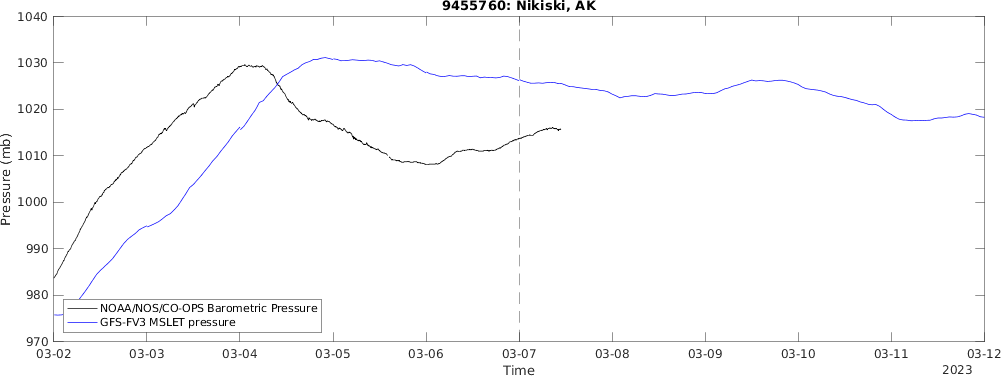 9455760: Nikiski, AK
1040
1030
1020
1010
1000
990
980
970
Pressure (mb)
NOAA/NOS/CO-OPS Barometric Pressure
GFS-FV3 MSLET pressure
03-02 03-03 03-04 03-05 03-06 03-07 03-08 03-09 03-10 03-11 03-12
Time
2023